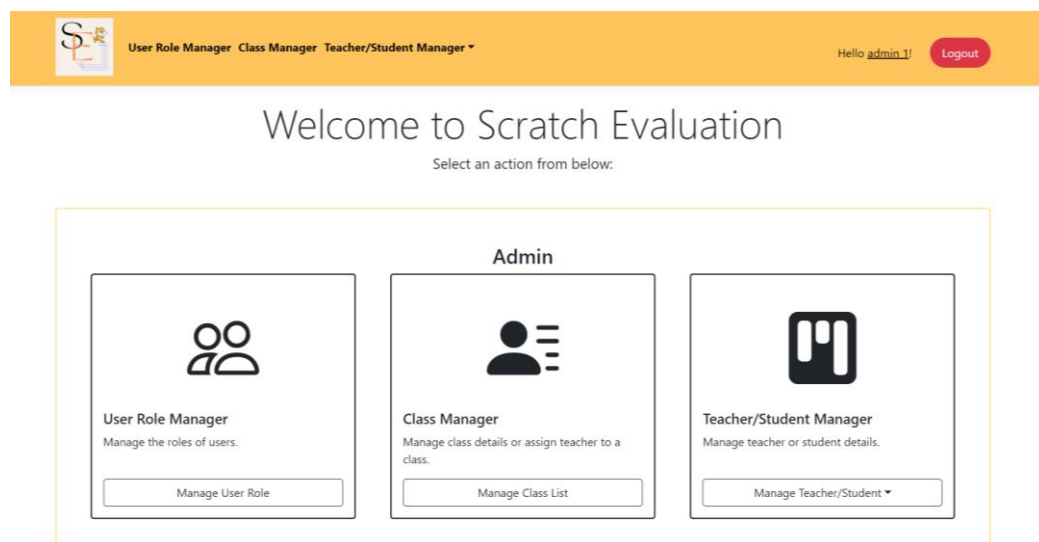 SE
User Role Manager Class Manager Teacher/Student Manager
Hello admin 1!
Logout
Welcome to Scratch Evaluation
Select an action from below:
Admin
User Role Manager
Manage the roles of users.
Manage User Role
Class Manager
Manage class details or assign teacher to a
class.
Manage Class List
Teacher/Student Manager
Manage teacher or student details.
Manage Teacher/Student